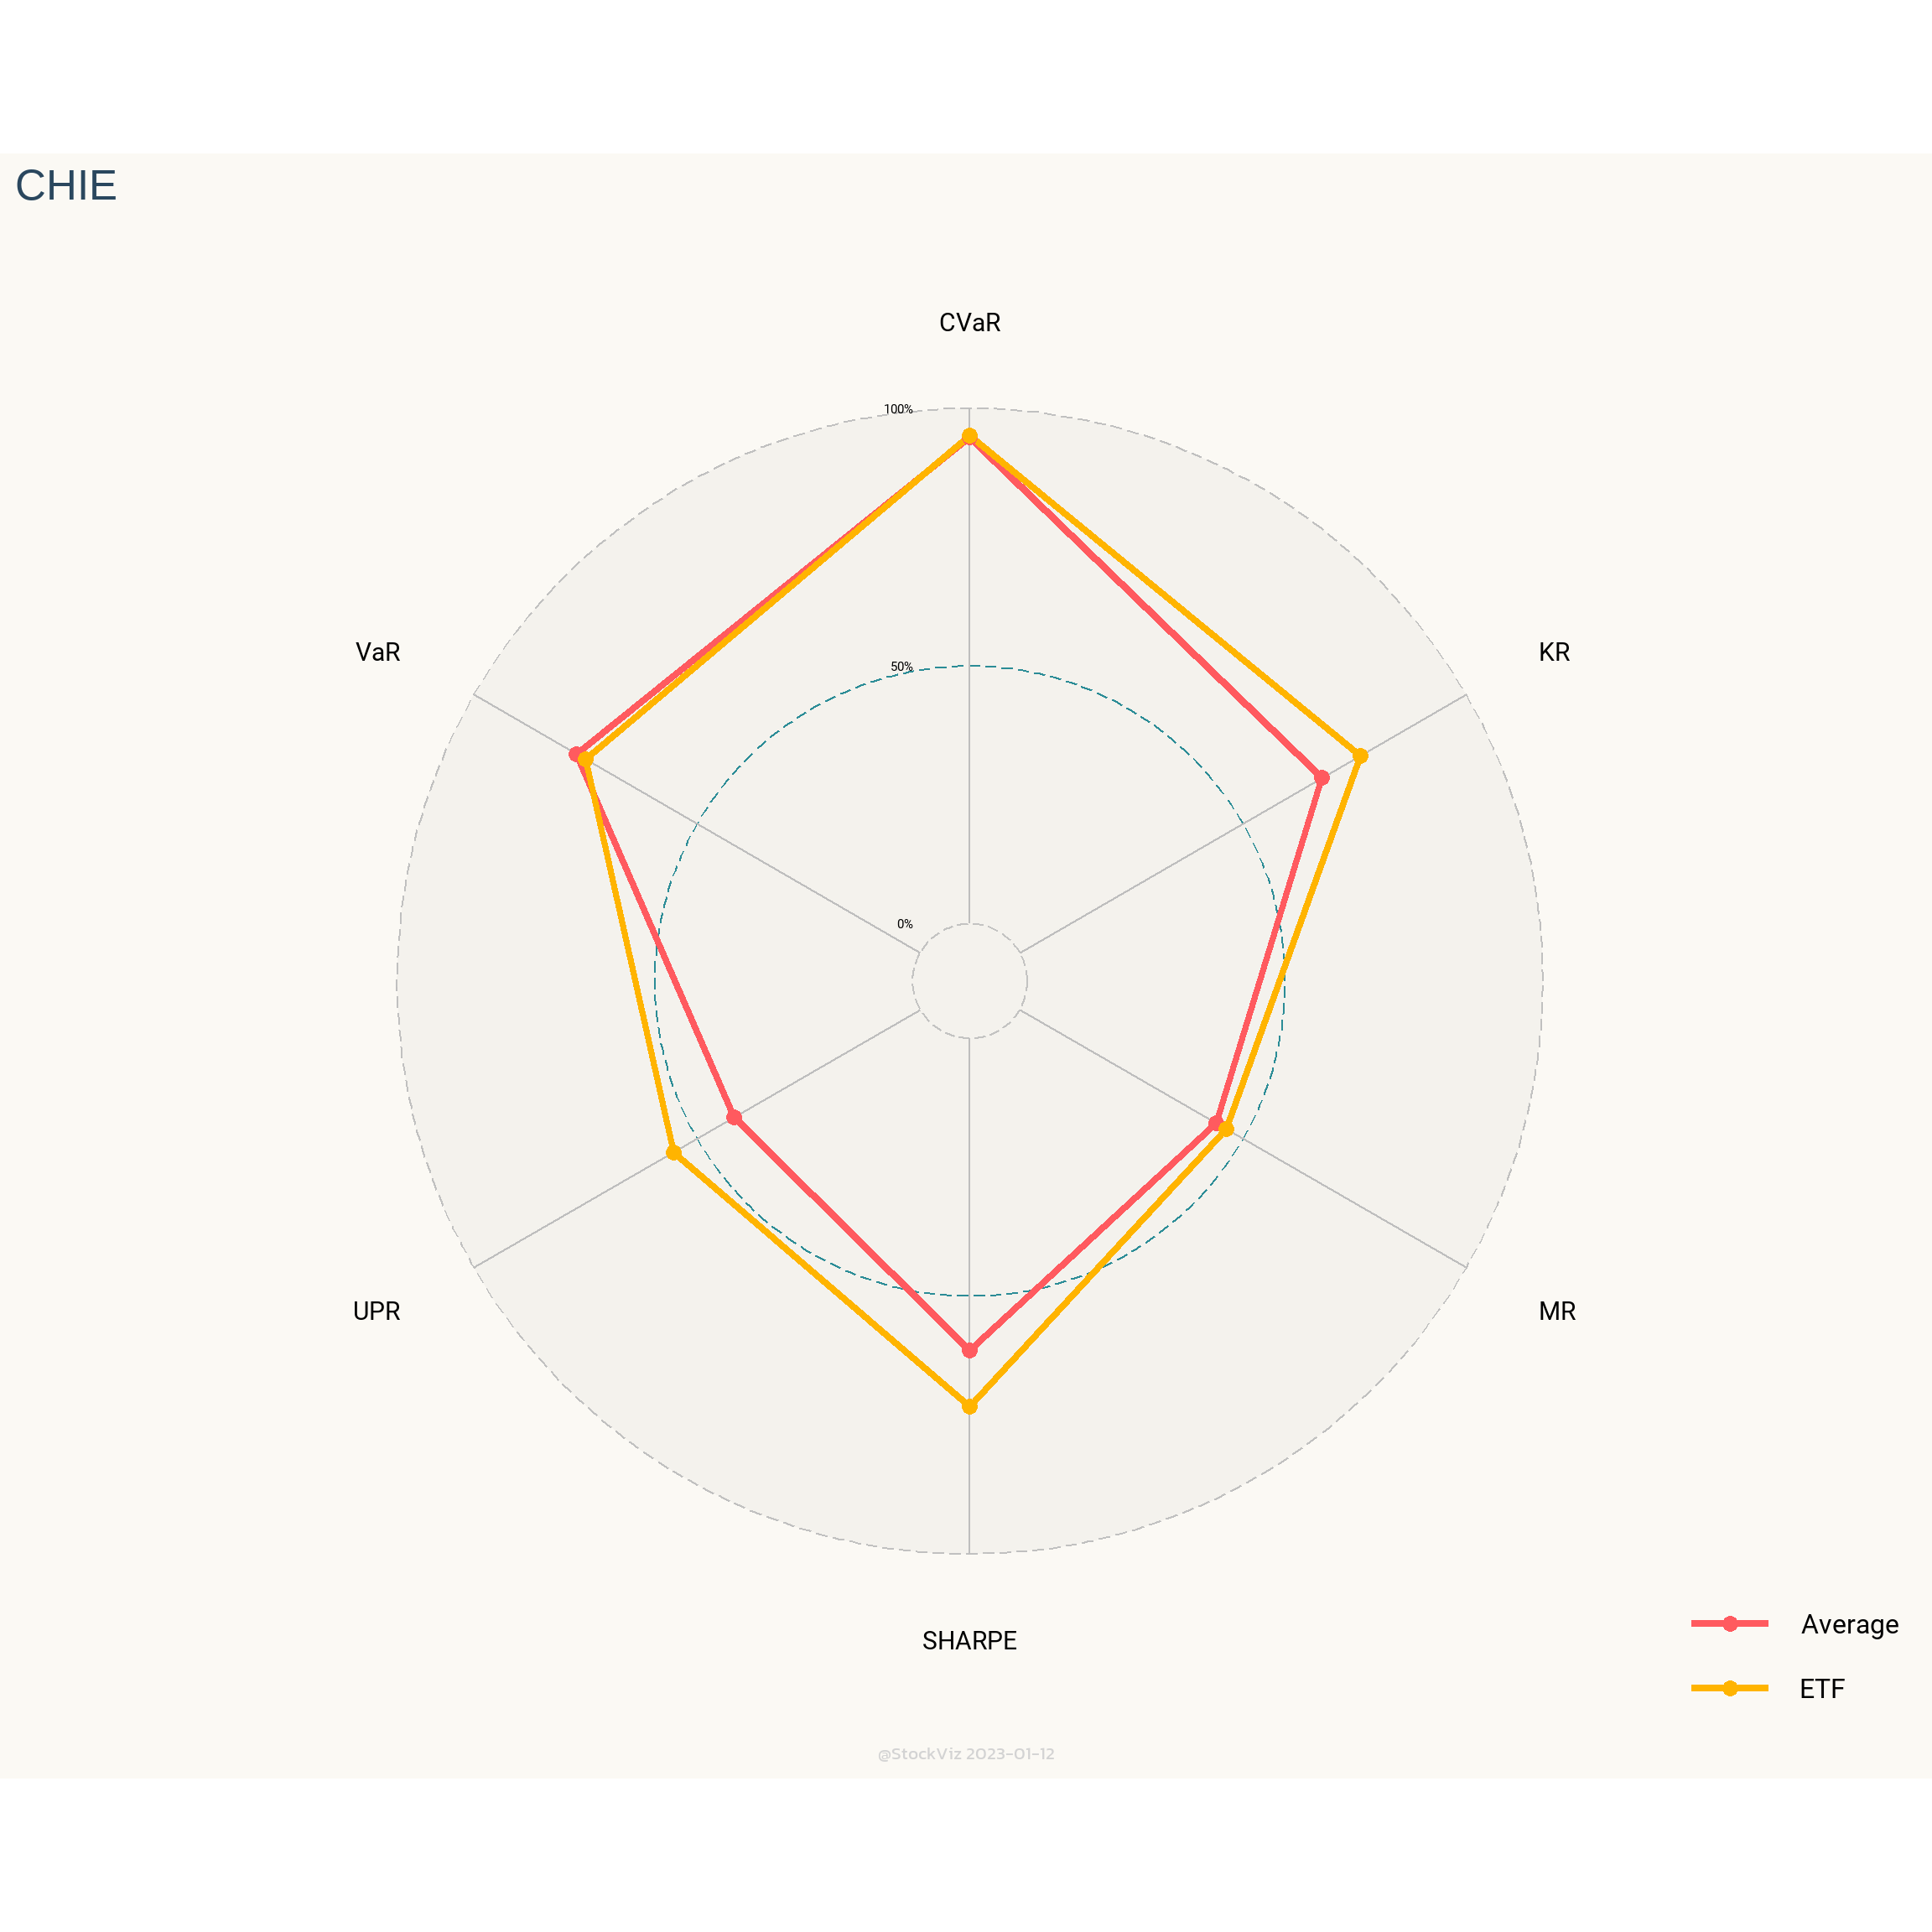 CHIE
CVaR
100%
VaR
KR
50%
0%
UPR
MR
SHARPE
Average
ETF
@StockViz 2023-01-12